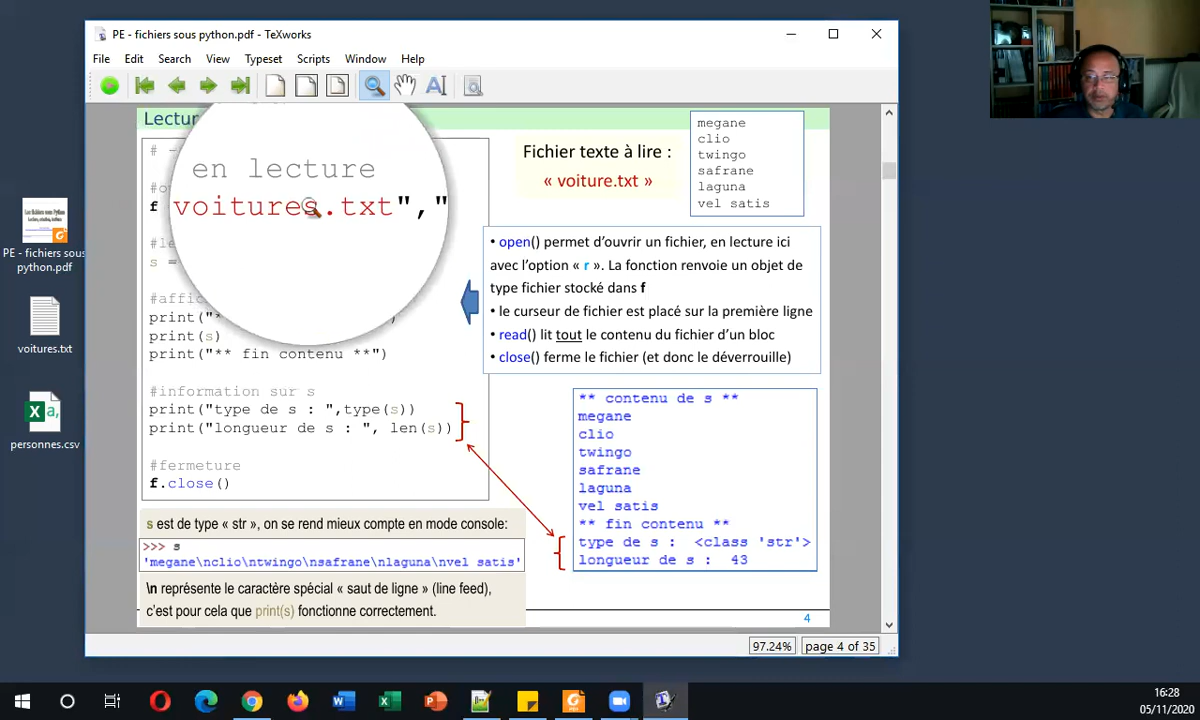 PE - fichiers sous python.pdf - TeXworks
File Edit Search View Typeset Scripts Window Help
Lectur
# -
en lecture
#o
f voitures.txt","
#le
s =
#affic
print("*
print(s)
print("** fin contenu **")
#information sur s
print("type de s : ",type(s))
print("longueur de s : ", len(s))
#fermeture
f.close()
Fichier texte à lire :
« voiture.txt »
megane
clio
twingo
safrane
laguna
vel satis
• open() permet d'ouvrir un fichier, en lecture ici
avec l'option « r ». La fonction renvoie un objet de
type fichier stocké dans f
• le curseur de fichier est placé sur la première ligne
• read() lit tout le contenu du fichier d'un bloc
• close() ferme le fichier (et donc le déverrouille)
** contenu de s **
megane
clio
twingo
safrane
laguna
vel satis
** fin contenu **
type de s : <class 'str'>
longueur de s : 43
s est de type « str », on se rend mieux compte en mode console:
>>> s
'megane\nclio\ntwingo\nsafrane\nlaguna\nvel satis'
\n représente le caractère spécial « saut de ligne » (line feed),
c'est pour cela que print(s) fonctionne correctement.
4
97.24% page 4 of 35
PE - fichiers sous
python.pdf
voitures.txt
personnes.csv
16:28
05/11/2020